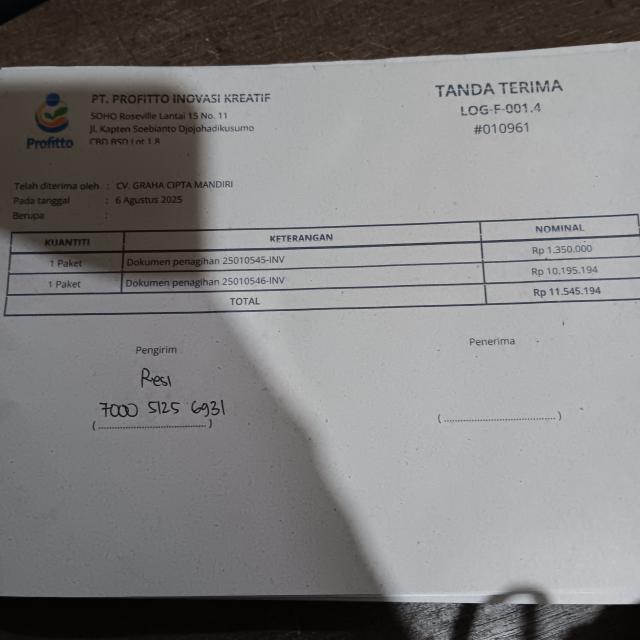 PT. PROFITTO INOVASI KREATIF
SOHO Roseville Lantai 15 No. 11
Jl. Kapten Soebianto Djojohadikusumo
CBD BSD Lot 1.8
Profitto
TANDA TERIMA
LOG-F-001.4
#010961
Telah diterima oleh : CV. GRAHA CIPTA MANDIRI
Pada tanggal : 6 Agustus 2025
Berupa :
KUANTITI KETERANGAN NOMINAL
1 Paket Dokumen penagihan 25010545-INV Rp 1.350.000
1 Paket Dokumen penagihan 25010546-INV Rp 10.195.194
TOTAL Rp 11.545.194
Pengirim Penerima
Resi
7000 5125 6931
(..............................) (..............................)